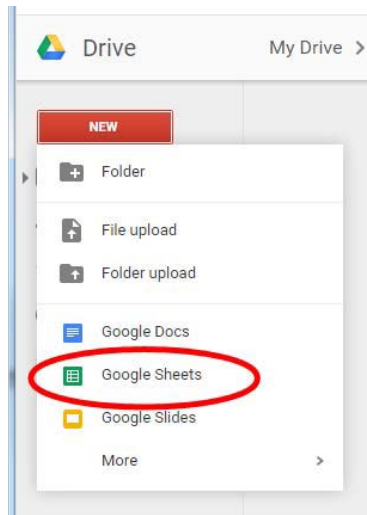 Drive My Drive >
NEW
Folder
File upload
Folder upload
Google Docs
Google Sheets
Google Slides
More >